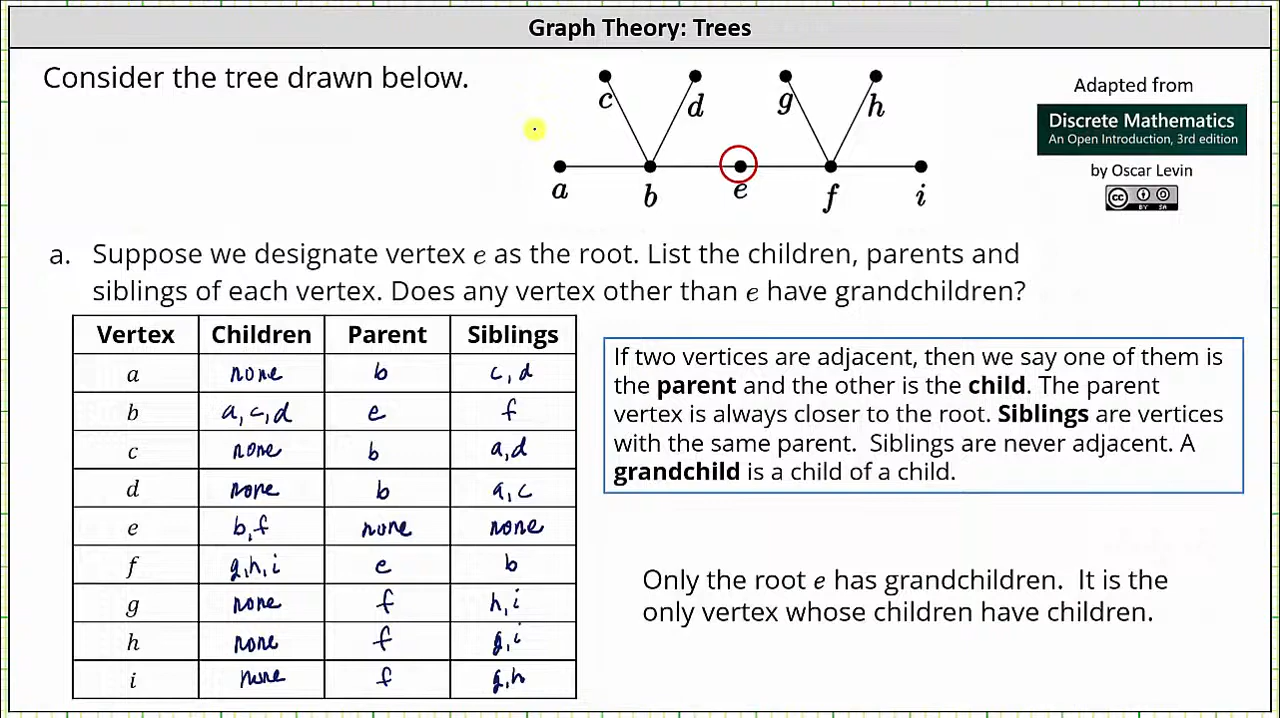 Graph Theory: Trees
Consider the tree drawn below.
c d g h
a b e f i
Adapted from
Discrete Mathematics
An Open Introduction, 3rd edition
by Oscar Levin
CC BY SA
a. Suppose we designate vertex e as the root. List the children, parents and
siblings of each vertex. Does any vertex other than e have grandchildren?
Vertex Children Parent Siblings
a none b c, d
b a, c, d e f
c none b a, d
d none b a, c
e b, f none none
f g, h, i e b
g none f h, i
h none f g, i
i none f g, h
If two vertices are adjacent, then we say one of them is
the parent and the other is the child. The parent
vertex is always closer to the root. Siblings are vertices
with the same parent. Siblings are never adjacent. A
grandchild is a child of a child.
Only the root e has grandchildren. It is the
only vertex whose children have children.